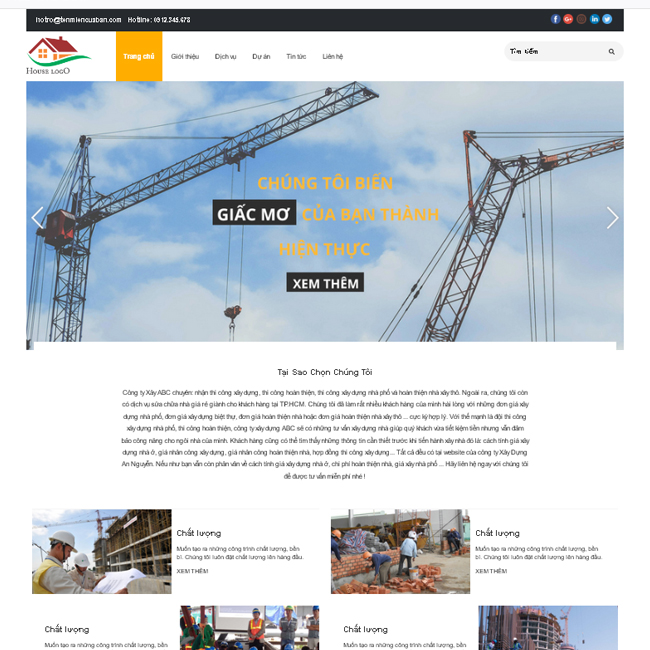 hotro@tenmiencuaban.com Hotline: 0912.345.678
HOUSE LOGO
Trang chủ Giới thiệu Dịch vụ Dự án Tin tức Liên hệ
Tìm kiếm
CHÚNG TÔI BIẾN
GIẤC MƠ CỦA BẠN THÀNH
HIỆN THỰC
XEM THÊM
Tại Sao Chọn Chúng Tôi
Công ty Xây ABC chuyên: nhận thi công xây dựng, thi công hoàn thiện, thi công xây dựng nhà phố và hoàn thiện nhà xây thô. Ngoài ra, chúng tôi còn
có dịch vụ sửa chữa nhà giá rẻ giành cho khách hàng tại TP.HCM. Chúng tôi đã làm rất nhiều khách hàng của mình hài lòng với những đơn giá xây
dựng nhà phố, đơn giá xây dựng biệt thự, đơn giá hoàn thiện nhà hoặc đơn giá hoàn thiện nhà xây thô ... cực kỳ hợp lý. Với thế mạnh là đội thi công
xây dựng nhà phố, thi công hoàn thiện, công ty xây dựng ABC sẽ có những tư vấn xây dựng nhà giúp quý khách vừa tiết kiệm tiền nhưng vẫn đảm
bảo công năng cho ngôi nhà của mình. Khách hàng cũng có thể tìm thấy những thông tin cần thiết trước khi tiến hành xây nhà đó là: cách tính giá xây
dựng nhà ở, giá nhân công xây dựng, giá nhân công hoàn thiện nhà, hợp đồng thi công xây dựng ... Tất cả đều có tại website của công ty Xây Dựng
An Nguyễn. Nếu như bạn vẫn còn phân vân về cách tính giá xây dựng nhà ở, chi phí hoàn thiện nhà, giá xây nhà phố ... Hãy liên hệ ngay với chúng tôi
để được tư vấn miễn phí nhé !
Chất lượng
Muốn tạo ra những công trình chất lượng, bền
bỉ. Chúng tôi luôn đặt chất lượng lên hàng đầu.
XEM THÊM
Chất lượng
Muốn tạo ra những công trình chất lượng, bền
bỉ. Chúng tôi luôn đặt chất lượng lên hàng đầu.
XEM THÊM
Chất lượng
Muốn tạo ra những công trình chất lượng, bền
Chất lượng
Muốn tạo ra những công trình chất lượng, bền